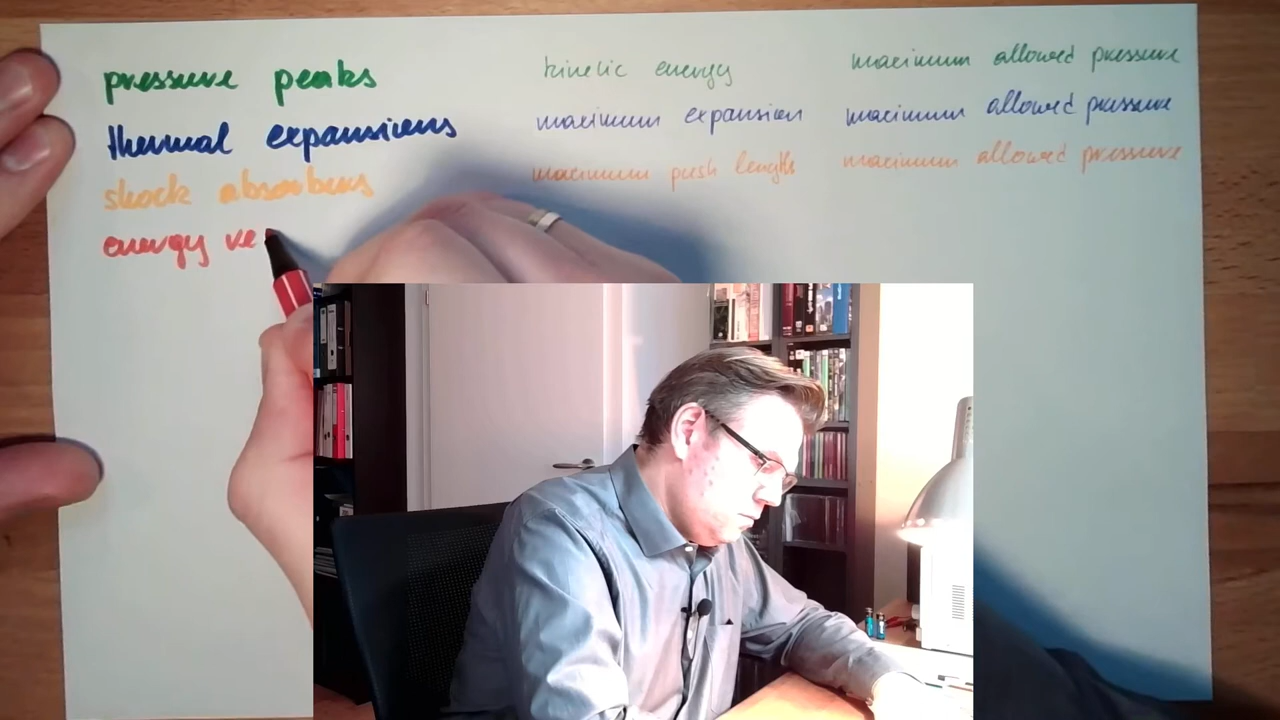 pressure peaks kinetic energy maximum allowed pressure
thermal expansions maximum expansion maximum allowed pressure
shock absorbers maximum push lengths maximum allowed pressure
energy re